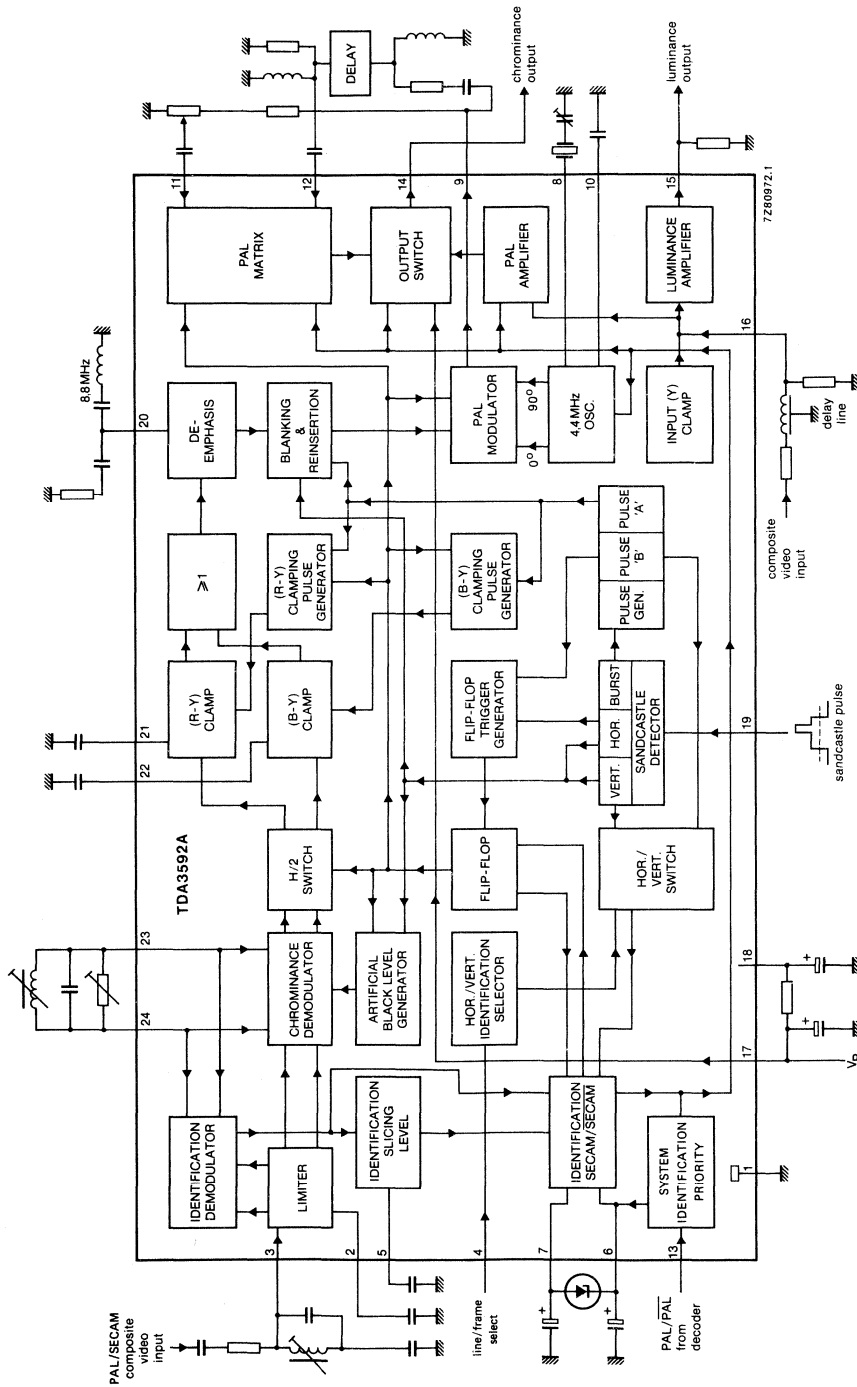 PAL/SECAM
composite
video
input
line/frame
select
PAL/P̅A̅L̅
from
decoder
3
2
5
4
7
6
13
+
+
24
23
22
21
20
8,8 MHz
TDA3592A
IDENTIFICATION
DEMODULATOR
LIMITER
IDENTIFICATION
SLICING
LEVEL
IDENTIFICATION
SECAM/S̅E̅C̅A̅M̅
SYSTEM
IDENTIFICATION
PRIORITY
1
CHROMINANCE
DEMODULATOR
ARTIFICIAL
BLACK LEVEL
GENERATOR
HOR./VERT.
IDENTIFICATION
SELECTOR
H/2
SWITCH
FLIP-FLOP
HOR./
VERT.
SWITCH
(R-Y)
CLAMP
(B-Y)
CLAMP
FLIP-FLOP
TRIGGER
GENERATOR
VERT.
HOR.
BURST
SANDCASTLE
DETECTOR
≥1
(R-Y)
CLAMPING
PULSE
GENERATOR
(B-Y)
CLAMPING
PULSE
GENERATOR
PULSE
GEN.
PULSE
'B'
PULSE
'A'
DE-
EMPHASIS
BLANKING
&
REINSERTION
PAL
MODULATOR
0°
90°
4,4 MHz
OSC.
INPUT (Y)
CLAMP
PAL
MATRIX
OUTPUT
SWITCH
PAL
AMPLIFIER
LUMINANCE
AMPLIFIER
17
18
19
16
+
+
sandcastle pulse
composite
video
input
delay
line
11
12
14
9
8
10
15
DELAY
chrominance
output
luminance
output
7Z80972.1